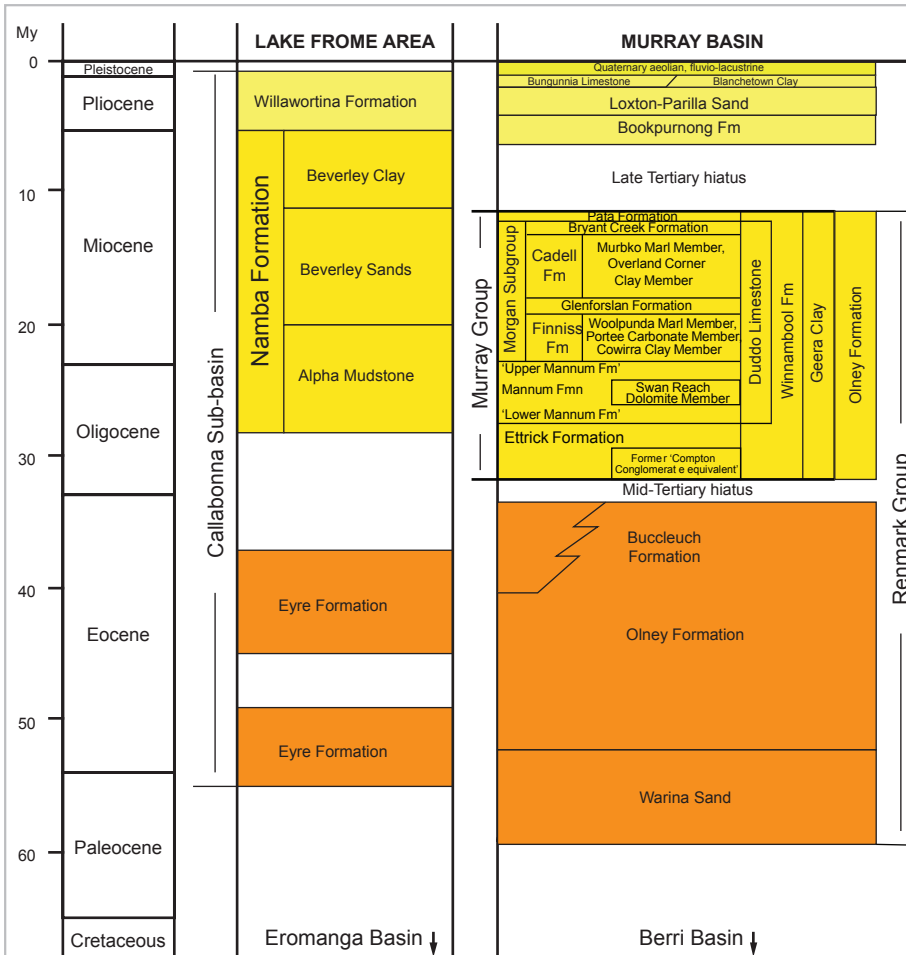 My
LAKE FROME AREA
MURRAY BASIN
0
10
20
30
40
50
60
Pleistocene
Pliocene
Miocene
Oligocene
Eocene
Paleocene
Cretaceous
Callabonna Sub-basin
Willawortina Formation
Namba Formation
Beverley Clay
Beverley Sands
Alpha Mudstone
Eyre Formation
Eyre Formation
Eromanga Basin
Quaternary aeolian, fluvio-lacustrine
Bungunnia Limestone
Blanchetown Clay
Loxton-Parilla Sand
Bookpurnong Fm
Late Tertiary hiatus
Murray Group
Pata Formation
Bryant Creek Formation
Morgan Subgroup
Cadell
Fm
Murbko Marl Member,
Overland Corner
Clay Member
Glenforslan Formation
Finniss
Fm
Woolpunda Marl Member,
Portee Carbonate Member,
Cowirra Clay Member
'Upper Mannum Fm'
Mannum Fmn
Swan Reach
Dolomite Member
'Lower Mannum Fm'
Ettrick Formation
Former 'Compton
Conglomerat e equivalent'
Duddo Limestone
Winnambool Fm
Geera Clay
Olney Formation
Renmark Group
Mid-Tertiary hiatus
Buccleuch
Formation
Olney Formation
Warina Sand
Berri Basin